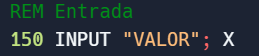 REM Entrada
150 INPUT "VALOR"; X